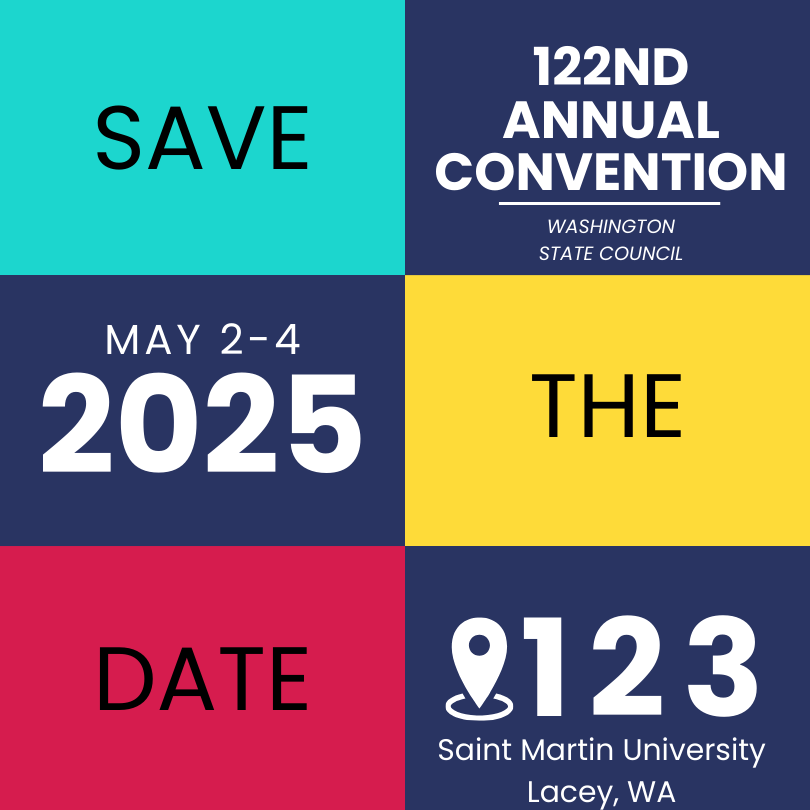 SAVE
122ND
ANNUAL
CONVENTION
WASHINGTON
STATE COUNCIL
MAY 2-4
2025
THE
DATE
123
Saint Martin University
Lacey, WA